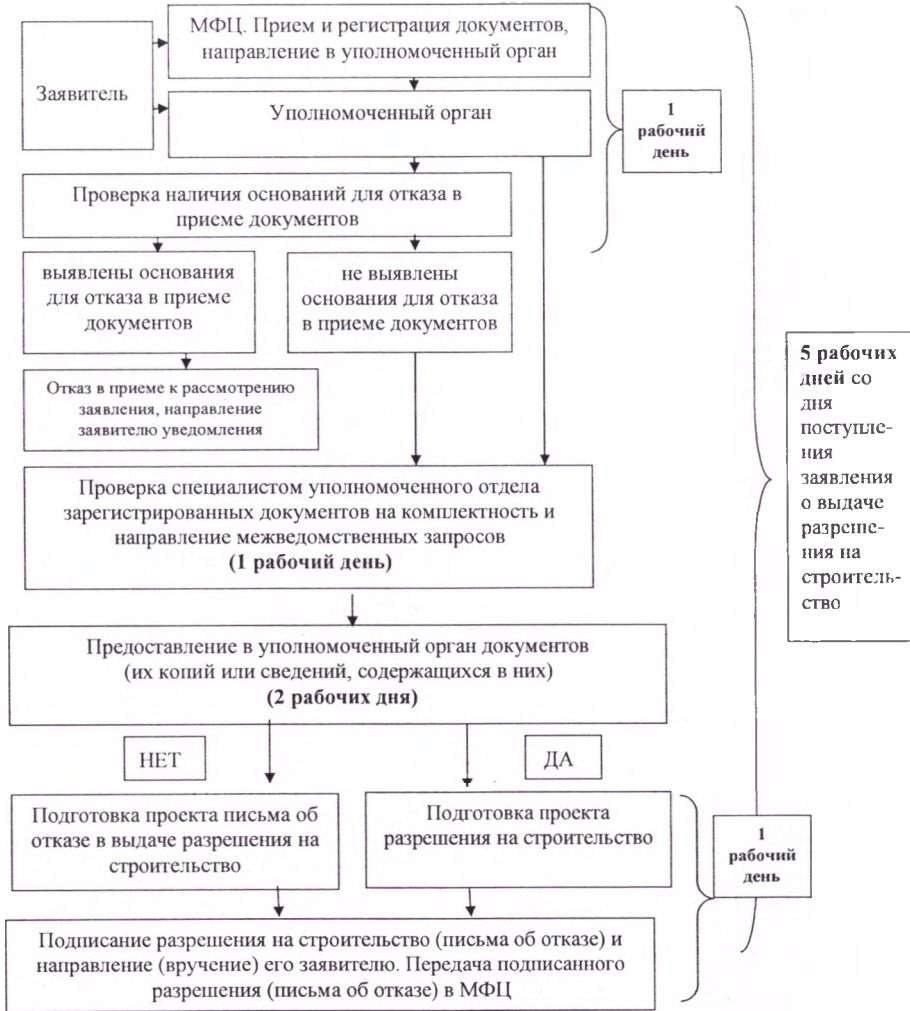 МФЦ. Прием и регистрация документов,
направление в уполномоченный орган
Заявитель
Уполномоченный орган
1
рабочий
день
Проверка наличия оснований для отказа в
приеме документов
выявлены основания
для отказа в приеме
документов
не выявлены
основания для отказа
в приеме документов
Отказ в приеме к рассмотрению
заявления, направление
заявителю уведомления
5 рабочих
дней со
дня
поступле-
ния
заявления
о выдаче
разреше-
ния на
строитель-
ство
Проверка специалистом уполномоченного отдела
зарегистрированных документов на комплектность и
направление межведомственных запросов
(1 рабочий день)
Предоставление в уполномоченный орган документов
(их копий или сведений, содержащихся в них)
(2 рабочих дня)
НЕТ
ДА
Подготовка проекта письма об
отказе в выдаче разрешения на
строительство
Подготовка проекта
разрешения на строительство
1
рабочий
день
Подписание разрешения на строительство (письма об отказе) и
направление (вручение) его заявителю. Передача подписанного
разрешения (письма об отказе) в МФЦ